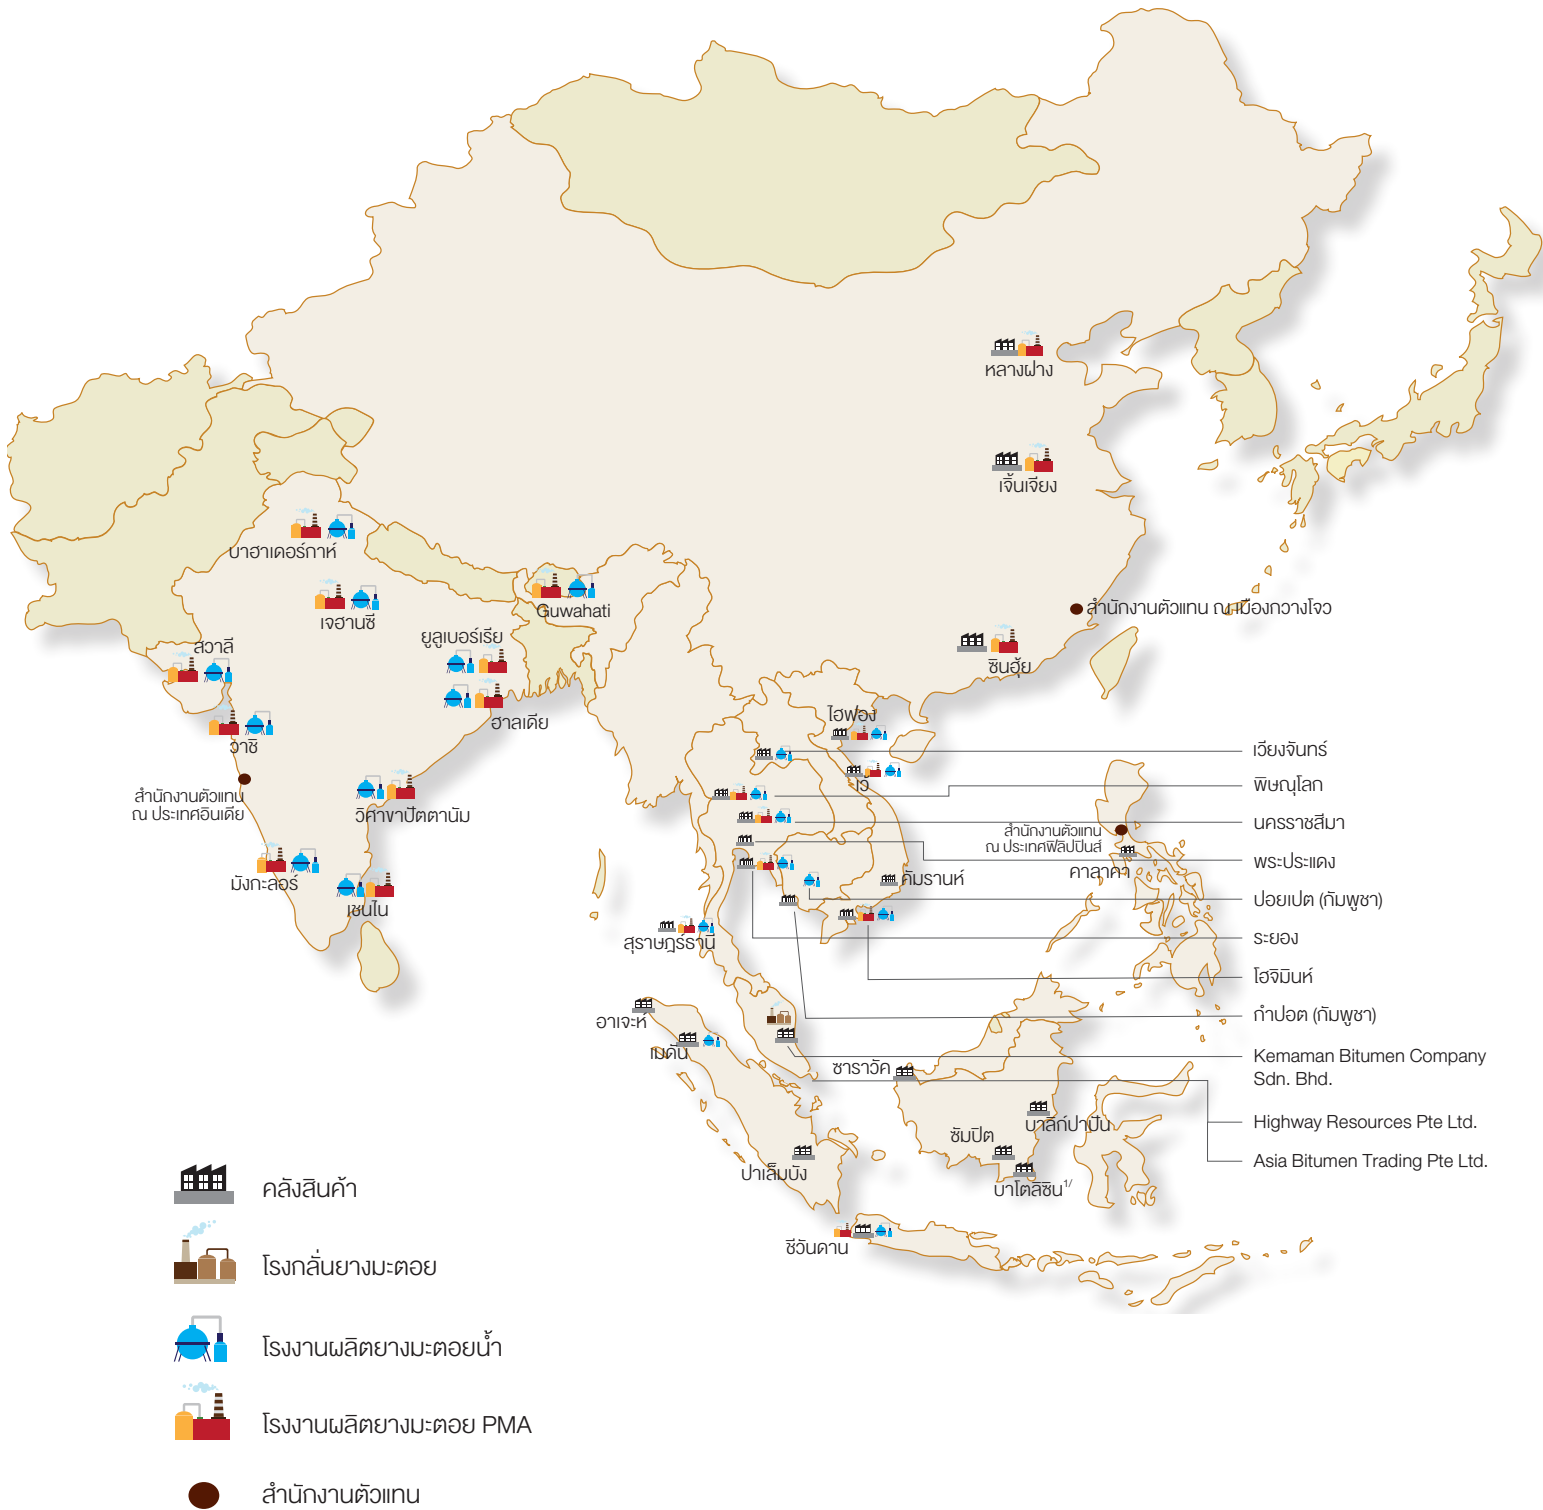 หลางฝาง
เจิ้นเจียง
บาฮาเดอร์กาห์
เจฮานซี
Guwahati
สำนักงานตัวแทน ณ เมืองกวางโจว
ยูลูเบอร์เรีย
สวาลี
ซินฮุ้ย
ฮาลเดีย
ไฮฟอง
วาชิ
เว้
เวียงจันทร์
พิษณุโลก
สำนักงานตัวแทน
ณ ประเทศอินเดีย
วิศาขาปัตตานัม
นครราชสีมา
สำนักงานตัวแทน
ณ ประเทศฟิลิปปินส์
พระประแดง
คาลาคา
มังกะลอร์
เชนไน
คัมรานห์
ปอยเปต (กัมพูชา)
สุราษฎร์ธานี
ระยอง
โฮจิมินห์
อาเจะห์
กำปอต (กัมพูชา)
เมดัน
ซาราวัค
Kemaman Bitumen Company
Sdn. Bhd.
บาลิก์ปาปัน
Highway Resources Pte Ltd.
ซัมปิต
ปาเล็มบัง
Asia Bitumen Trading Pte Ltd.
บาโตลิซิน1/
ชีวันดาน
คลังสินค้า
โรงกลั่นยางมะตอย
โรงงานผลิตยางมะตอยน้ำ
โรงงานผลิตยางมะตอย PMA
สำนักงานตัวแทน